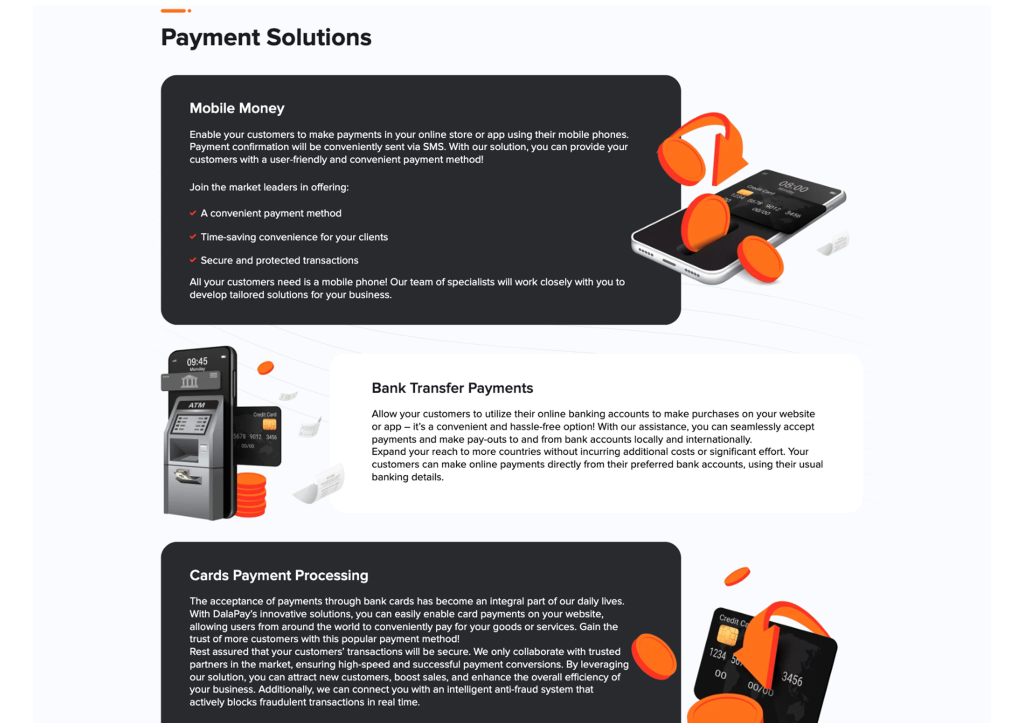 Payment Solutions
Mobile Money
Enable your customers to make payments in your online store or app using their mobile phones.
Payment confirmation will be conveniently sent via SMS. With our solution, you can provide your
customers with a user-friendly and convenient payment method!
Join the market leaders in offering:
A convenient payment method
Time-saving convenience for your clients
Secure and protected transactions
All your customers need is a mobile phone! Our team of specialists will work closely with you to
develop tailored solutions for your business.
08:00
Monday
Credit Card
1234 5678 9012 3456
00/00
09:45
Monday
ATM
Credit Card
5678 9012 3456
00/00
Bank Transfer Payments
Allow your customers to utilize their online banking accounts to make purchases on your website
or app – it's a convenient and hassle-free option! With our assistance, you can seamlessly accept
payments and make pay-outs to and from bank accounts locally and internationally.
Expand your reach to more countries without incurring additional costs or significant effort. Your
customers can make online payments directly from their preferred bank accounts, using their usual
banking details.
Cards Payment Processing
The acceptance of payments through bank cards has become an integral part of our daily lives.
With DalaPay's innovative solutions, you can easily enable card payments on your website,
allowing users from around the world to conveniently pay for your goods or services. Gain the
trust of more customers with this popular payment method!
Rest assured that your customers' transactions will be secure. We only collaborate with trusted
partners in the market, ensuring high-speed and successful payment conversions. By leveraging
our solution, you can attract new customers, boost sales, and enhance the overall efficiency of
your business. Additionally, we can connect you with an intelligent anti-fraud system that
actively blocks fraudulent transactions in real time.
Credit
1234 3456
00 00/00